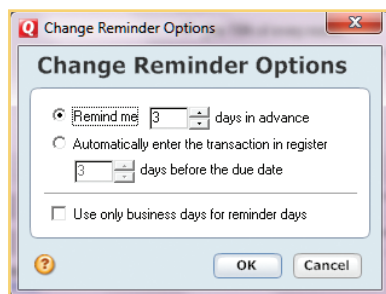 Change Reminder Options
Change Reminder Options
Remind me 3 days in advance
Automatically enter the transaction in register
3 days before the due date
Use only business days for reminder days
OK Cancel